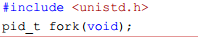 #include <unistd.h>
pid_t fork(void);